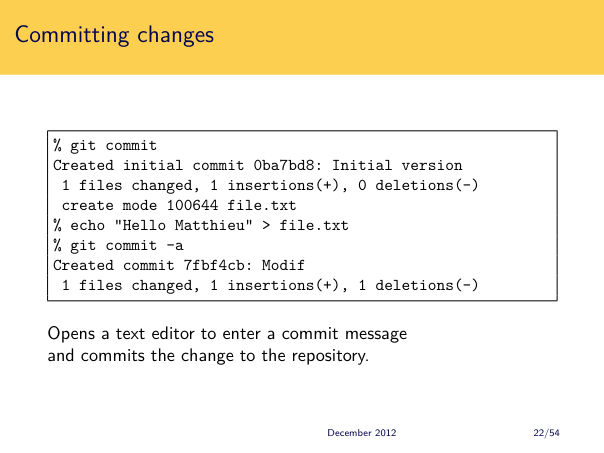 Committing changes
% git commit
Created initial commit 0ba7bd8: Initial version
 1 files changed, 1 insertions(+), 0 deletions(-)
 create mode 100644 file.txt
% echo "Hello Matthieu" > file.txt
% git commit -a
Created commit 7fbf4cb: Modif
 1 files changed, 1 insertions(+), 1 deletions(-)
Opens a text editor to enter a commit message
and commits the change to the repository.
December 2012 22/54